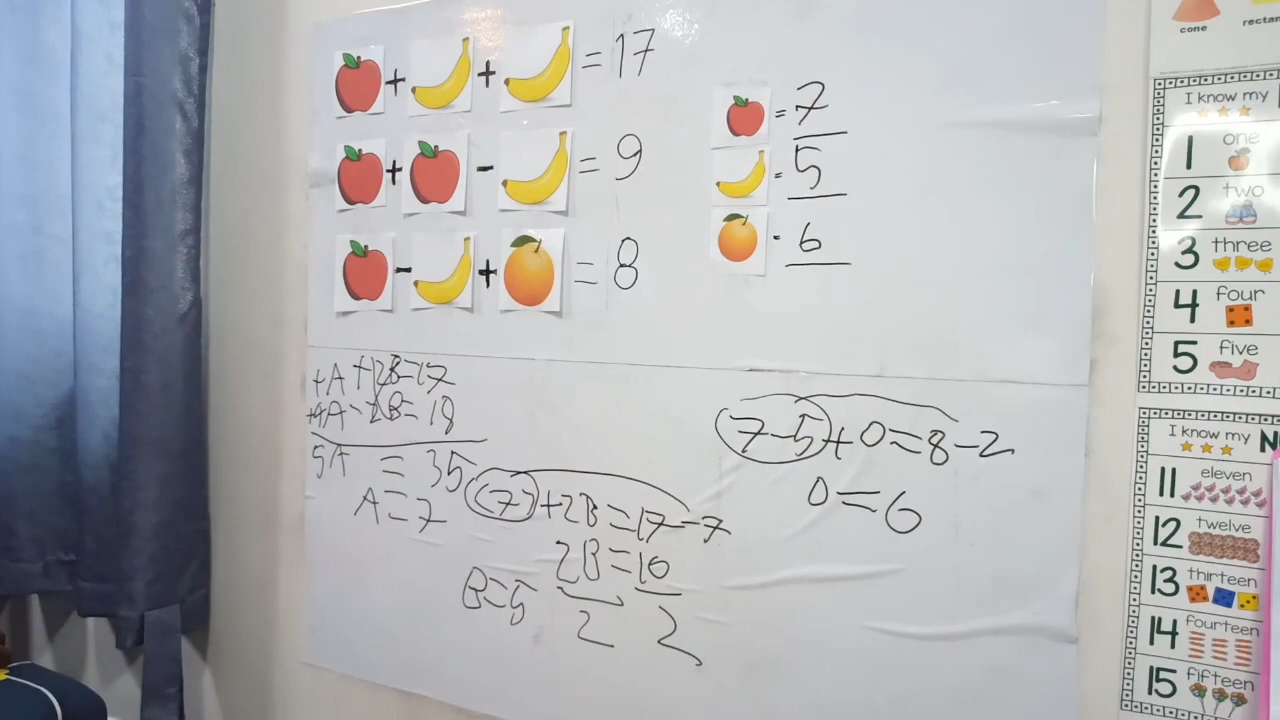 + + = 17
+ - = 9
- + = 8
= 7
= 5
6
+A + 2B = 17
+4A - 2B = 18
5A = 35
A = 7
(7) + 2B = 17 - 7
2B = 10
2 2
B = 5
(7 - 5) + O = 8 - 2
O = 6
cone
I know my
1 one
2 two
3 three
4 four
5 five
I know my N
11 eleven
12 twelve
13 thirteen
14 fourteen
15 fifteen